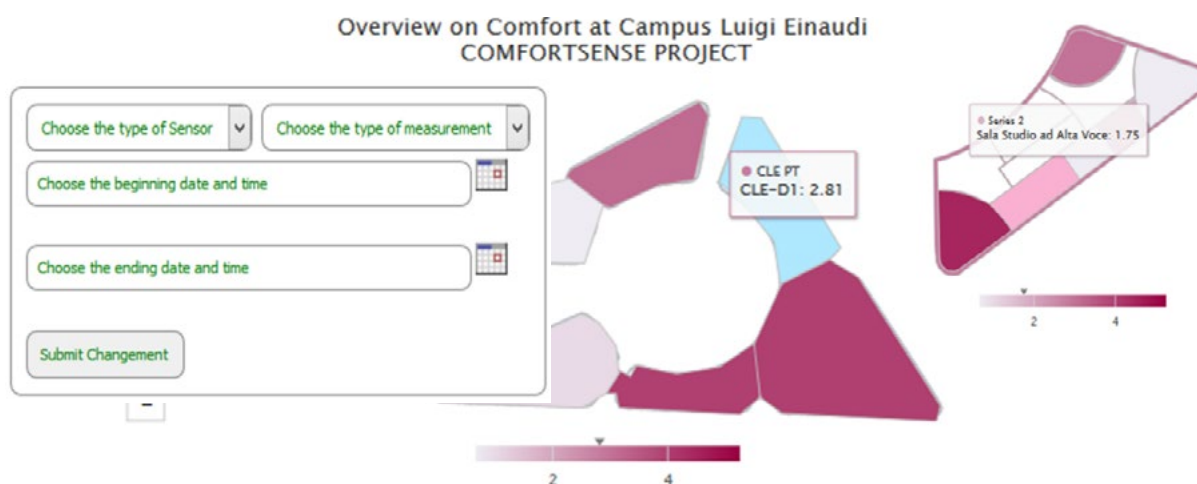 Overview on Comfort at Campus Luigi Einaudi
COMFORTSENSE PROJECT
Choose the type of Sensor
Choose the type of measurement
Choose the beginning date and time
Choose the ending date and time
Submit Changement
CLE PT
CLE-D1: 2.81
Series 2
Sala Studio ad Alta Voce: 1.75
2 4
2 4